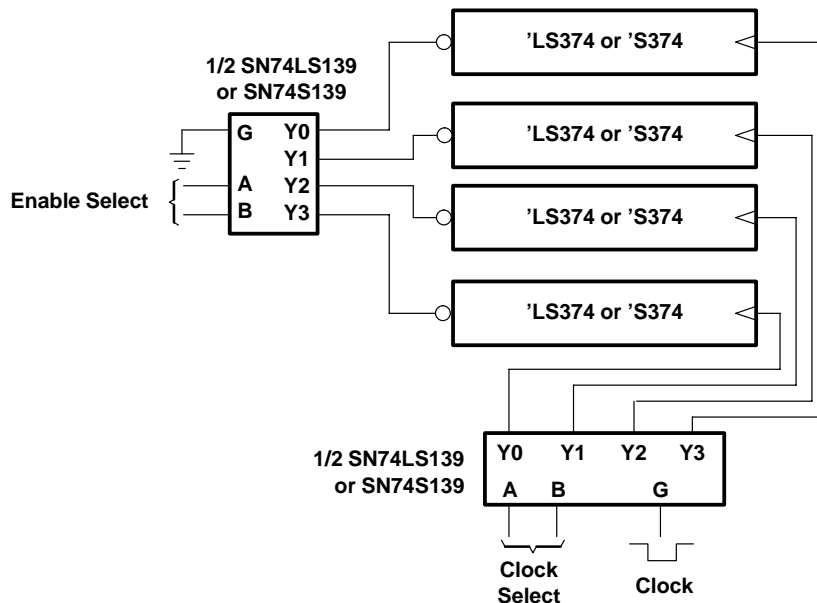 ’LS374 or ’S374
1/2 SN74LS139
or SN74S139
G Y0
Y1
A Y2
B Y3
Enable Select
’LS374 or ’S374
’LS374 or ’S374
’LS374 or ’S374
1/2 SN74LS139
or SN74S139
Y0 Y1 Y2 Y3
A B G
Clock
Select
Clock